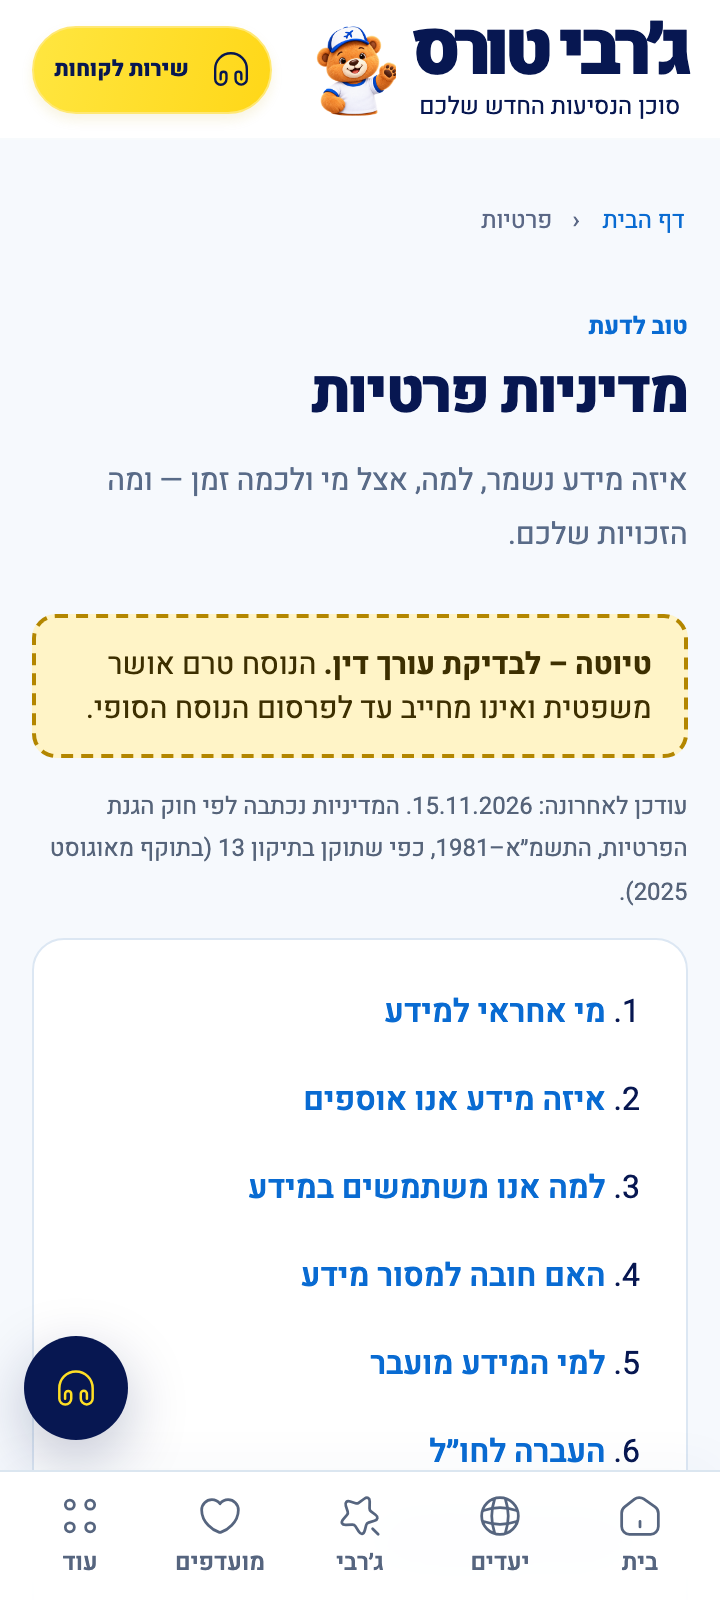 ג׳רבי טורס
סוכן הנסיעות החדש שלכם
שירות לקוחות
דף הבית › פרטיות
טוב לדעת
מדיניות פרטיות
איזה מידע נשמר, למה, אצל מי ולכמה זמן — ומה
הזכויות שלכם.
טיוטה – לבדיקת עורך דין. הנוסח טרם אושר
משפטית ואינו מחייב עד לפרסום הנוסח הסופי.
עודכן לאחרונה: 15.11.2026. המדיניות נכתבה לפי חוק הגנת
הפרטיות, התשמ״א–1981, כפי שתוקן בתיקון 13 (בתוקף מאוגוסט
2025).
1. מי אחראי למידע
2. איזה מידע אנו אוספים
3. למה אנו משתמשים במידע
4. האם חובה למסור מידע
5. למי המידע מועבר
6. העברה לחו״ל
בית
יעדים
ג׳רבי
מועדפים
עוד